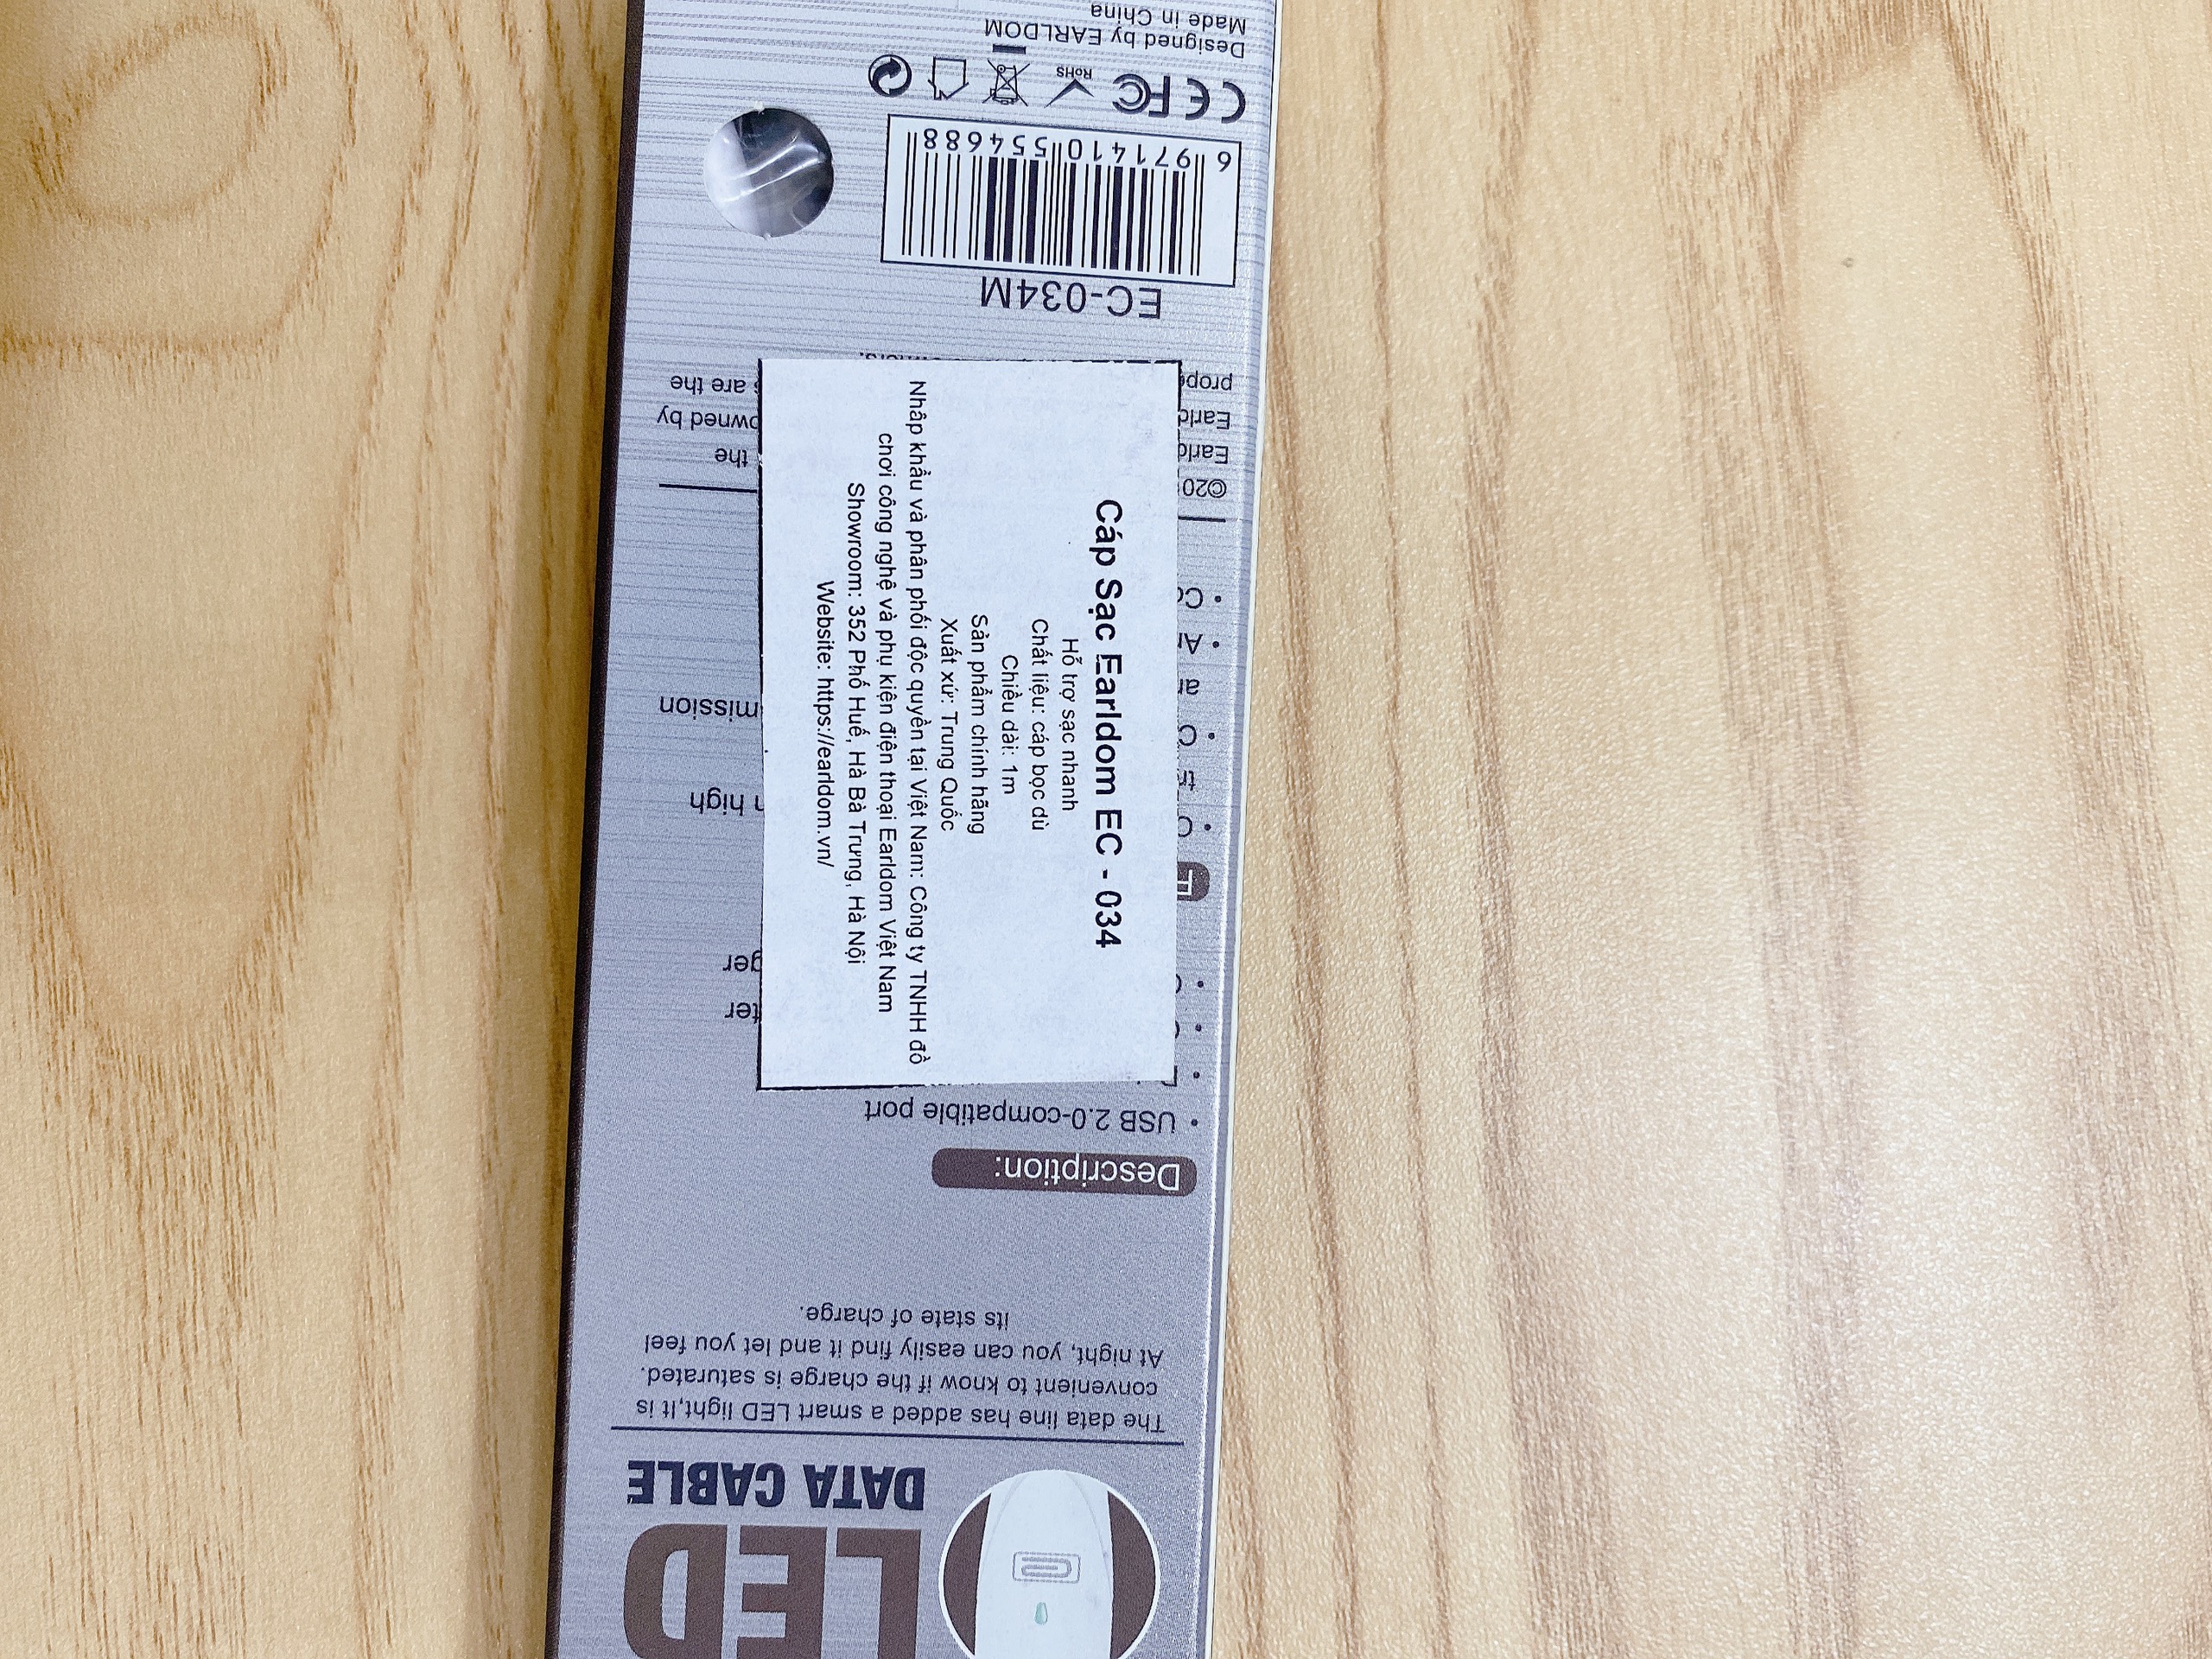 LED
DATA CABLE
The data line has added a smart LED light,It is
convenient to know if the charge is saturated.
At night, you can easily find it and let you feel
its state of charge.
Description:
• USB 2.0-compatible port
ter
ger
high
mission
©20
the
Earld
owned by
Earld
are the
prope
Cáp Sạc Earldom EC - 034
Hỗ trợ sạc nhanh
Chất liệu: cáp bọc dù
Chiều dài: 1m
Sản phẩm chính hãng
Xuất xứ: Trung Quốc
Nhập khẩu và phân phối độc quyền tại Việt Nam: Công ty TNHH đồ
chơi công nghệ và phụ kiện điện thoại Earldom Việt Nam
Showroom: 352 Phố Huế, Hà Bà Trưng, Hà Nội
Website: https://earldom.vn/
EC-034M
6 971410 554688
CE FC RoHS
Designed by EARLDOM
Made in China